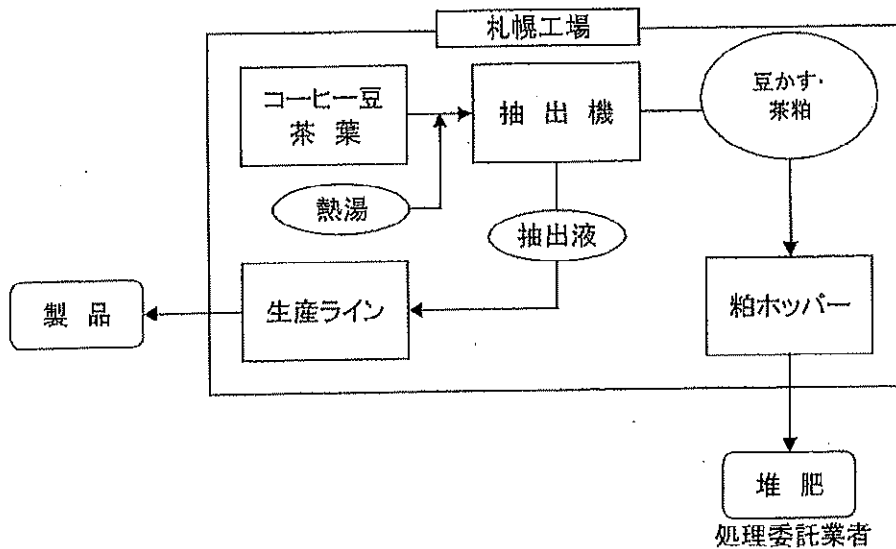 札幌工場
コーヒー豆
茶葉
抽出機
豆かす・
茶粕
熱湯
抽出液
製品
生産ライン
粕ホッパー
堆肥
処理委託業者